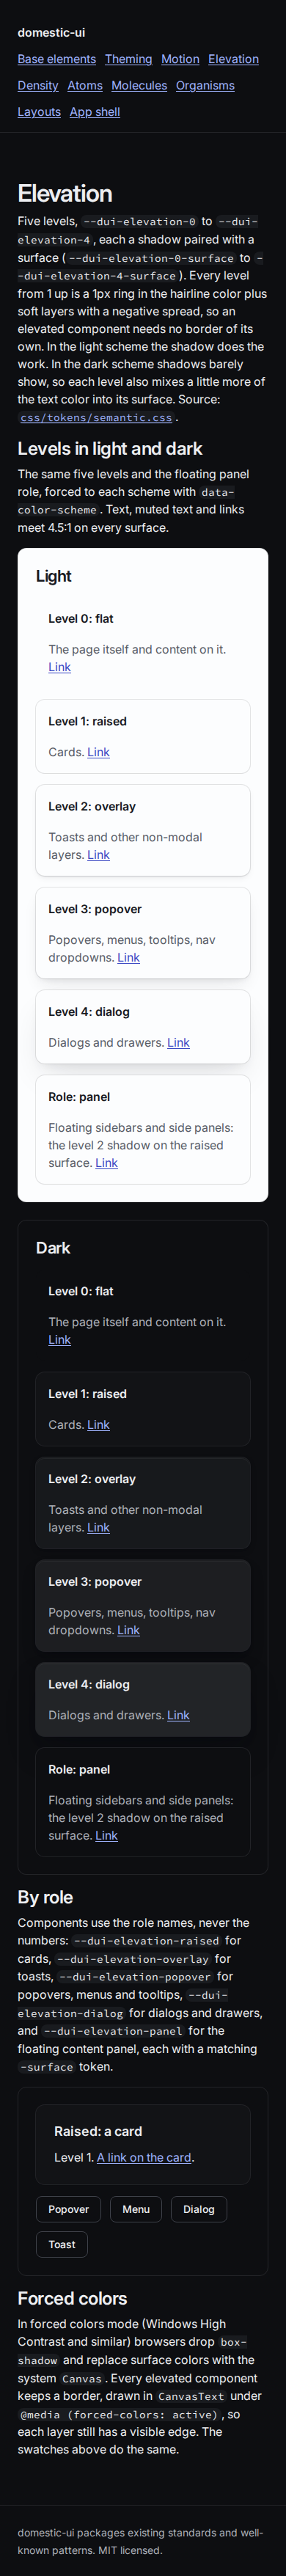 domestic-ui
Base elements Theming Motion Elevation
Density Atoms Molecules Organisms
Layouts App shell
Elevation
Five levels, --dui-elevation-0 to --dui-
elevation-4, each a shadow paired with a
surface (--dui-elevation-0-surface to -
-dui-elevation-4-surface). Every level
from 1 up is a 1px ring in the hairline color plus
soft layers with a negative spread, so an
elevated component needs no border of its
own. In the light scheme the shadow does the
work. In the dark scheme shadows barely
show, so each level also mixes a little more of
the text color into its surface. Source:
css/tokens/semantic.css.
Levels in light and dark
The same five levels and the floating panel
role, forced to each scheme with data-
color-scheme. Text, muted text and links
meet 4.5:1 on every surface.
Light
Level 0: flat
The page itself and content on it.
Link
Level 1: raised
Cards. Link
Level 2: overlay
Toasts and other non-modal
layers. Link
Level 3: popover
Popovers, menus, tooltips, nav
dropdowns. Link
Level 4: dialog
Dialogs and drawers. Link
Role: panel
Floating sidebars and side panels:
the level 2 shadow on the raised
surface. Link
Dark
Level 0: flat
The page itself and content on it.
Link
Level 1: raised
Cards. Link
Level 2: overlay
Toasts and other non-modal
layers. Link
Level 3: popover
Popovers, menus, tooltips, nav
dropdowns. Link
Level 4: dialog
Dialogs and drawers. Link
Role: panel
Floating sidebars and side panels:
the level 2 shadow on the raised
surface. Link
By role
Components use the role names, never the
numbers: --dui-elevation-raised for
cards, --dui-elevation-overlay for
toasts, --dui-elevation-popover for
popovers, menus and tooltips, --dui-
elevation-dialog for dialogs and drawers,
and --dui-elevation-panel for the
floating content panel, each with a matching
-surface token.
Raised: a card
Level 1. A link on the card.
Popover Menu Dialog
Toast
Forced colors
In forced colors mode (Windows High
Contrast and similar) browsers drop box-
shadow and replace surface colors with the
system Canvas. Every elevated component
keeps a border, drawn in CanvasText under
@media (forced-colors: active), so
each layer still has a visible edge. The
swatches above do the same.
domestic-ui packages existing standards and well-
known patterns. MIT licensed.